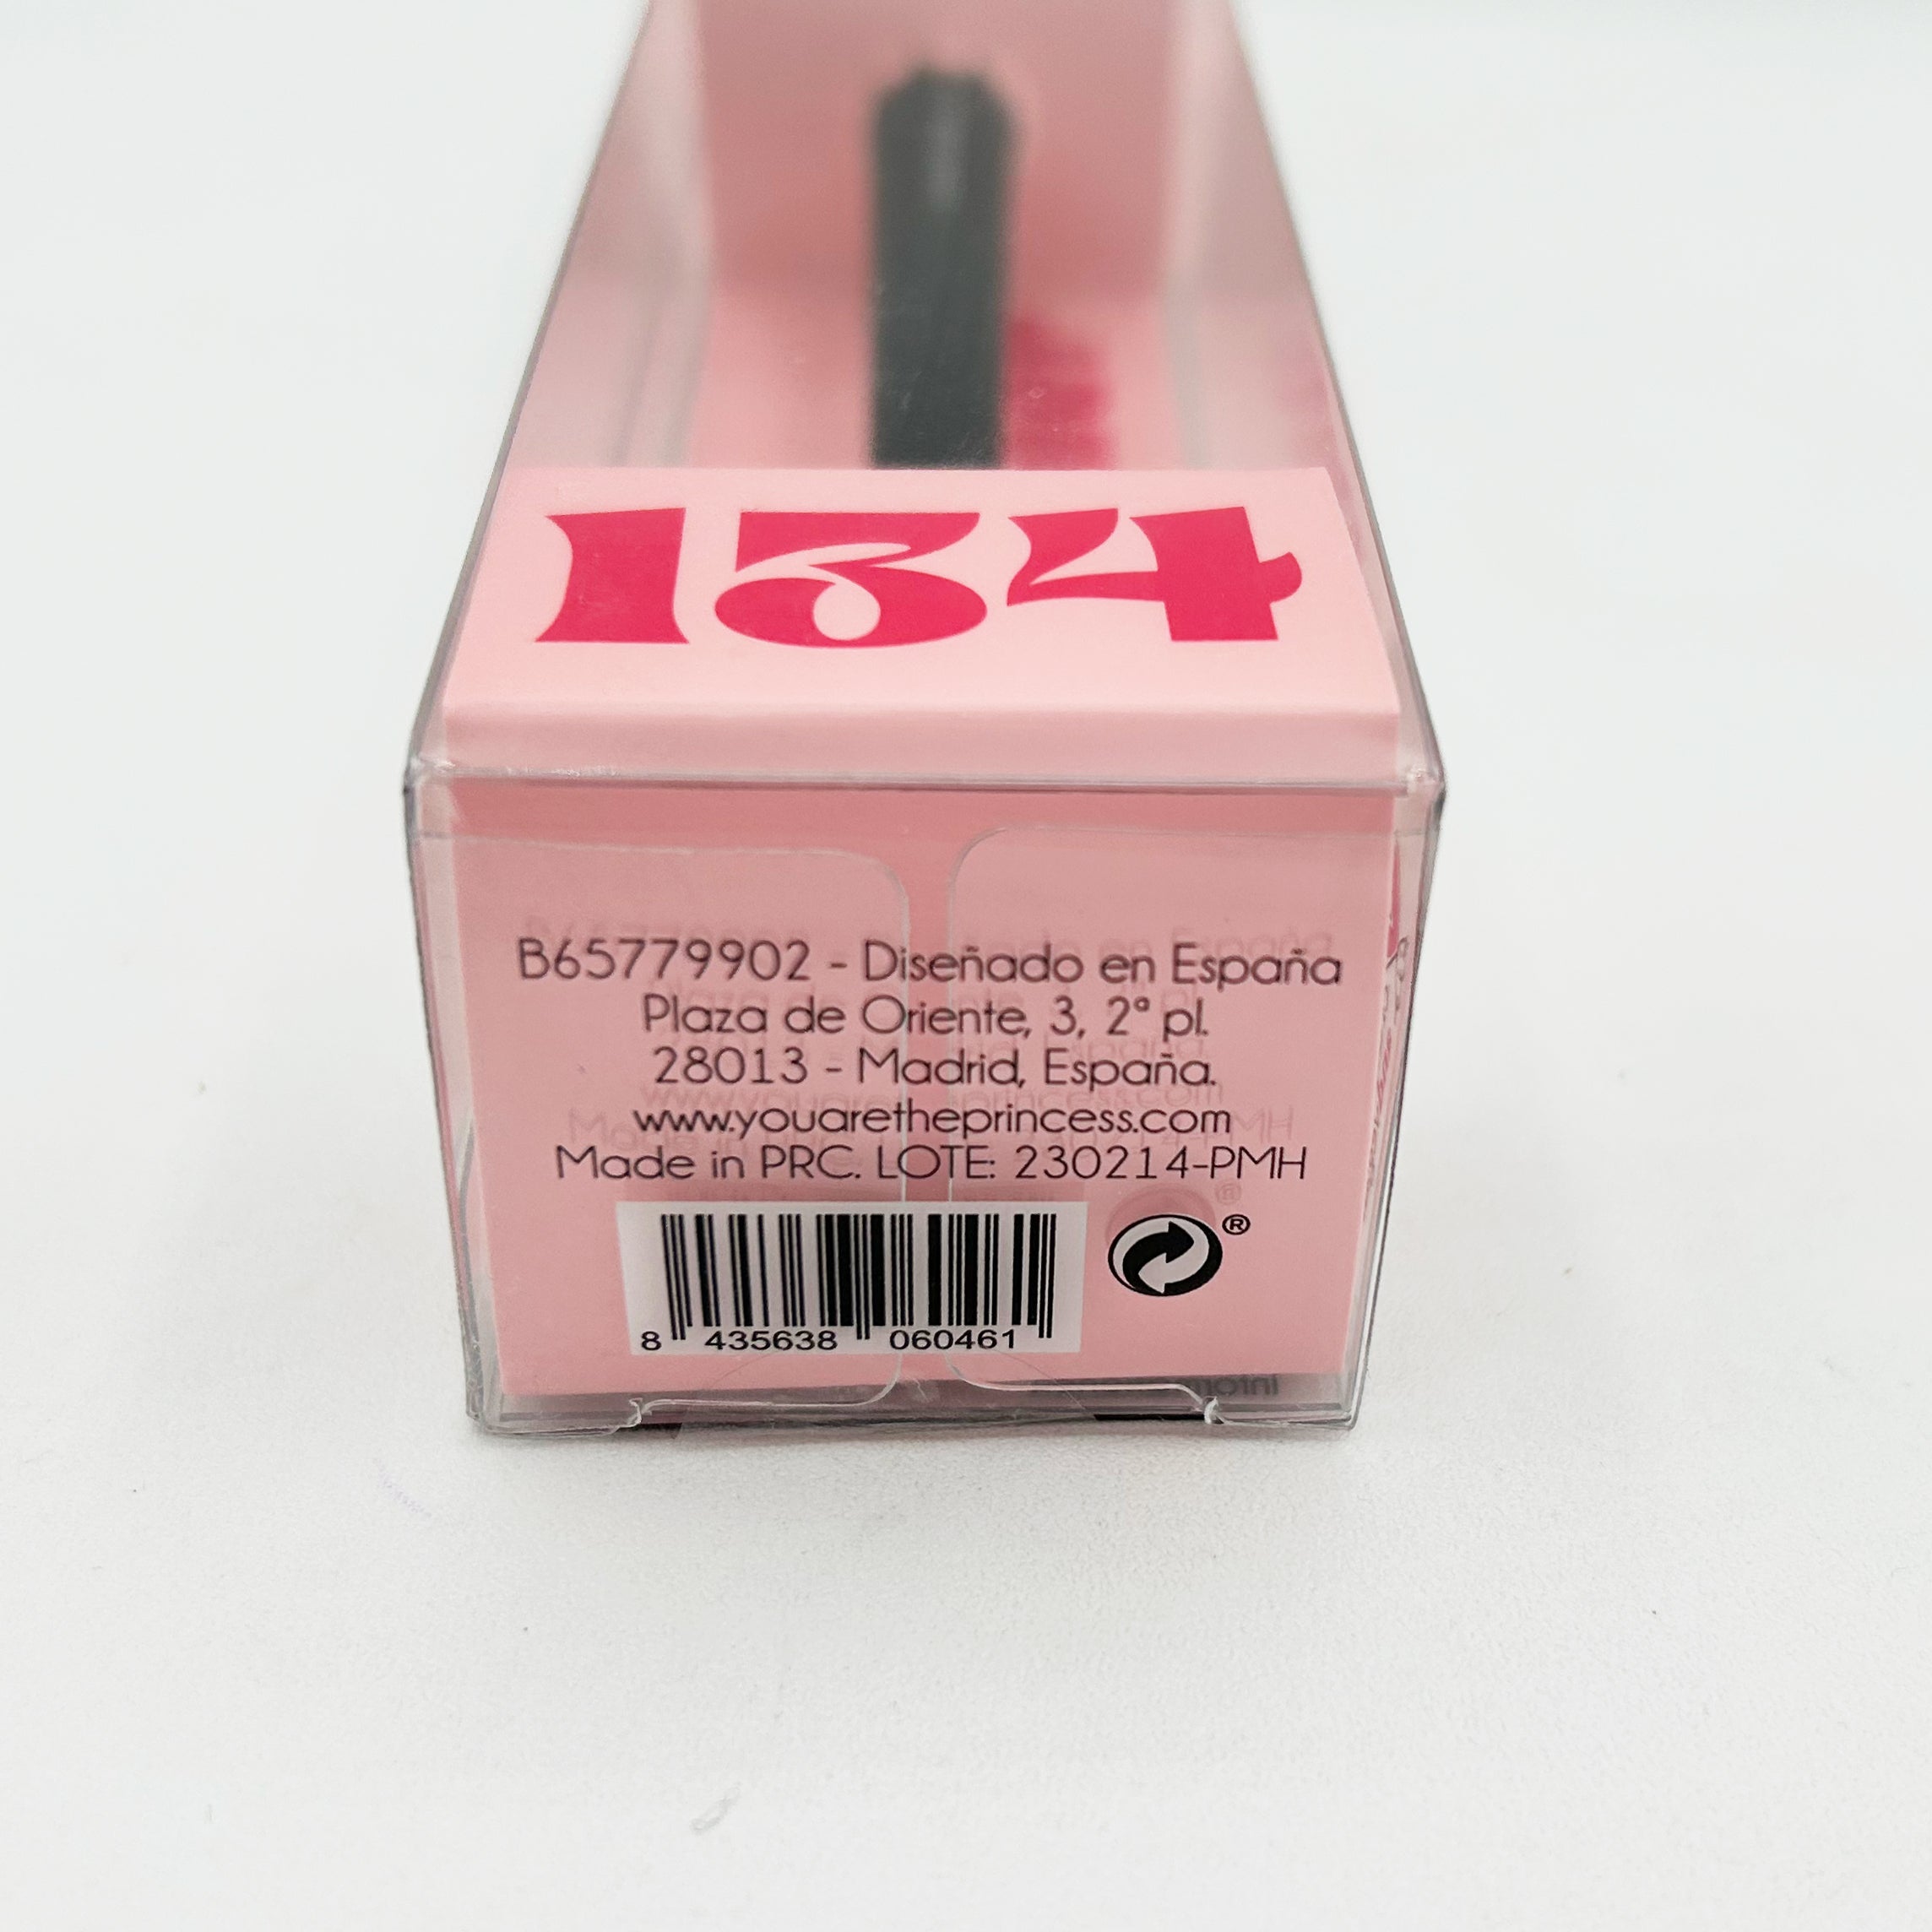 134
B65779902 - Diseñado en España
Plaza de Oriente, 3, 2ª pl.
28013 - Madrid, España.
www.youaretheprincess.com
Made in PRC. LOTE: 230214-PMH
®
8 435638 060461